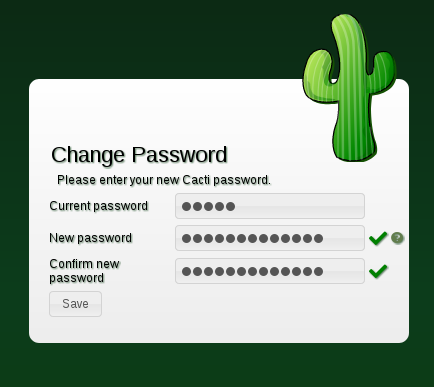 Change Password
Please enter your new Cacti password.
Current password ●●●●●
New password ●●●●●●●●●●●●● ?
Confirm new
password ●●●●●●●●●●●●●
Save